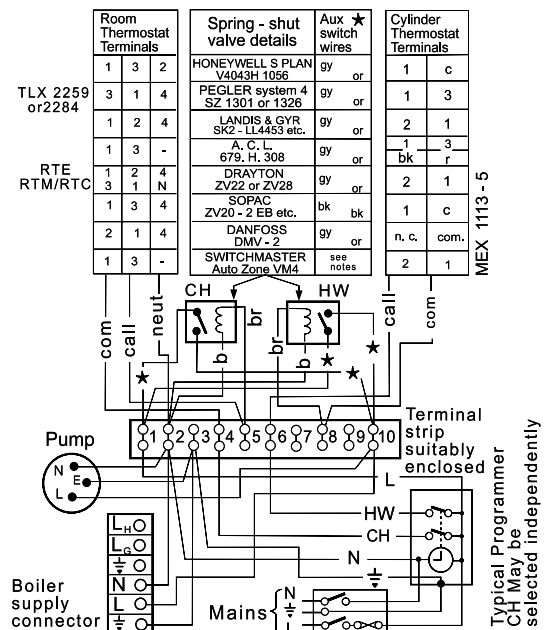 Room Thermostat Terminals
Spring - shut valve details
Aux ★ switch wires
Cylinder Thermostat Terminals
1 3 2 HONEYWELL S PLAN V4043H 1056 gy or 1 c
TLX 2259 or2284
3 1 4 PEGLER system 4 SZ 1301 or 1326 gy or 1 3
1 2 4 LANDIS & GYR SK2 - LL4453 etc. gy or 2 1
1 3 - A. C. L. 679. H. 308 gy or 1 3 bk r
RTE RTM/RTC
1 2 4
3 1 N
DRAYTON ZV22 or ZV28 gy or 2 1
1 3 4 SOPAC ZV20 - 2 EB etc. bk bk 1 c
2 1 4 DANFOSS DMV - 2 gy or n. c. com.
1 3 - SWITCHMASTER Auto Zone VM4 see notes 2 1
MEX 1113 - 5
com
call
neut
CH
br
b
HW
br
b
call
com
★ ★ ★ ★
1 2 3 4 5 6 7 8 9 10
Terminal strip suitably enclosed
Pump
N
E
L
L
HW
CH
N
Typical Programmer
CH May be
selected independently
LH
LG
N
L
Boiler supply connector
Mains
N
L